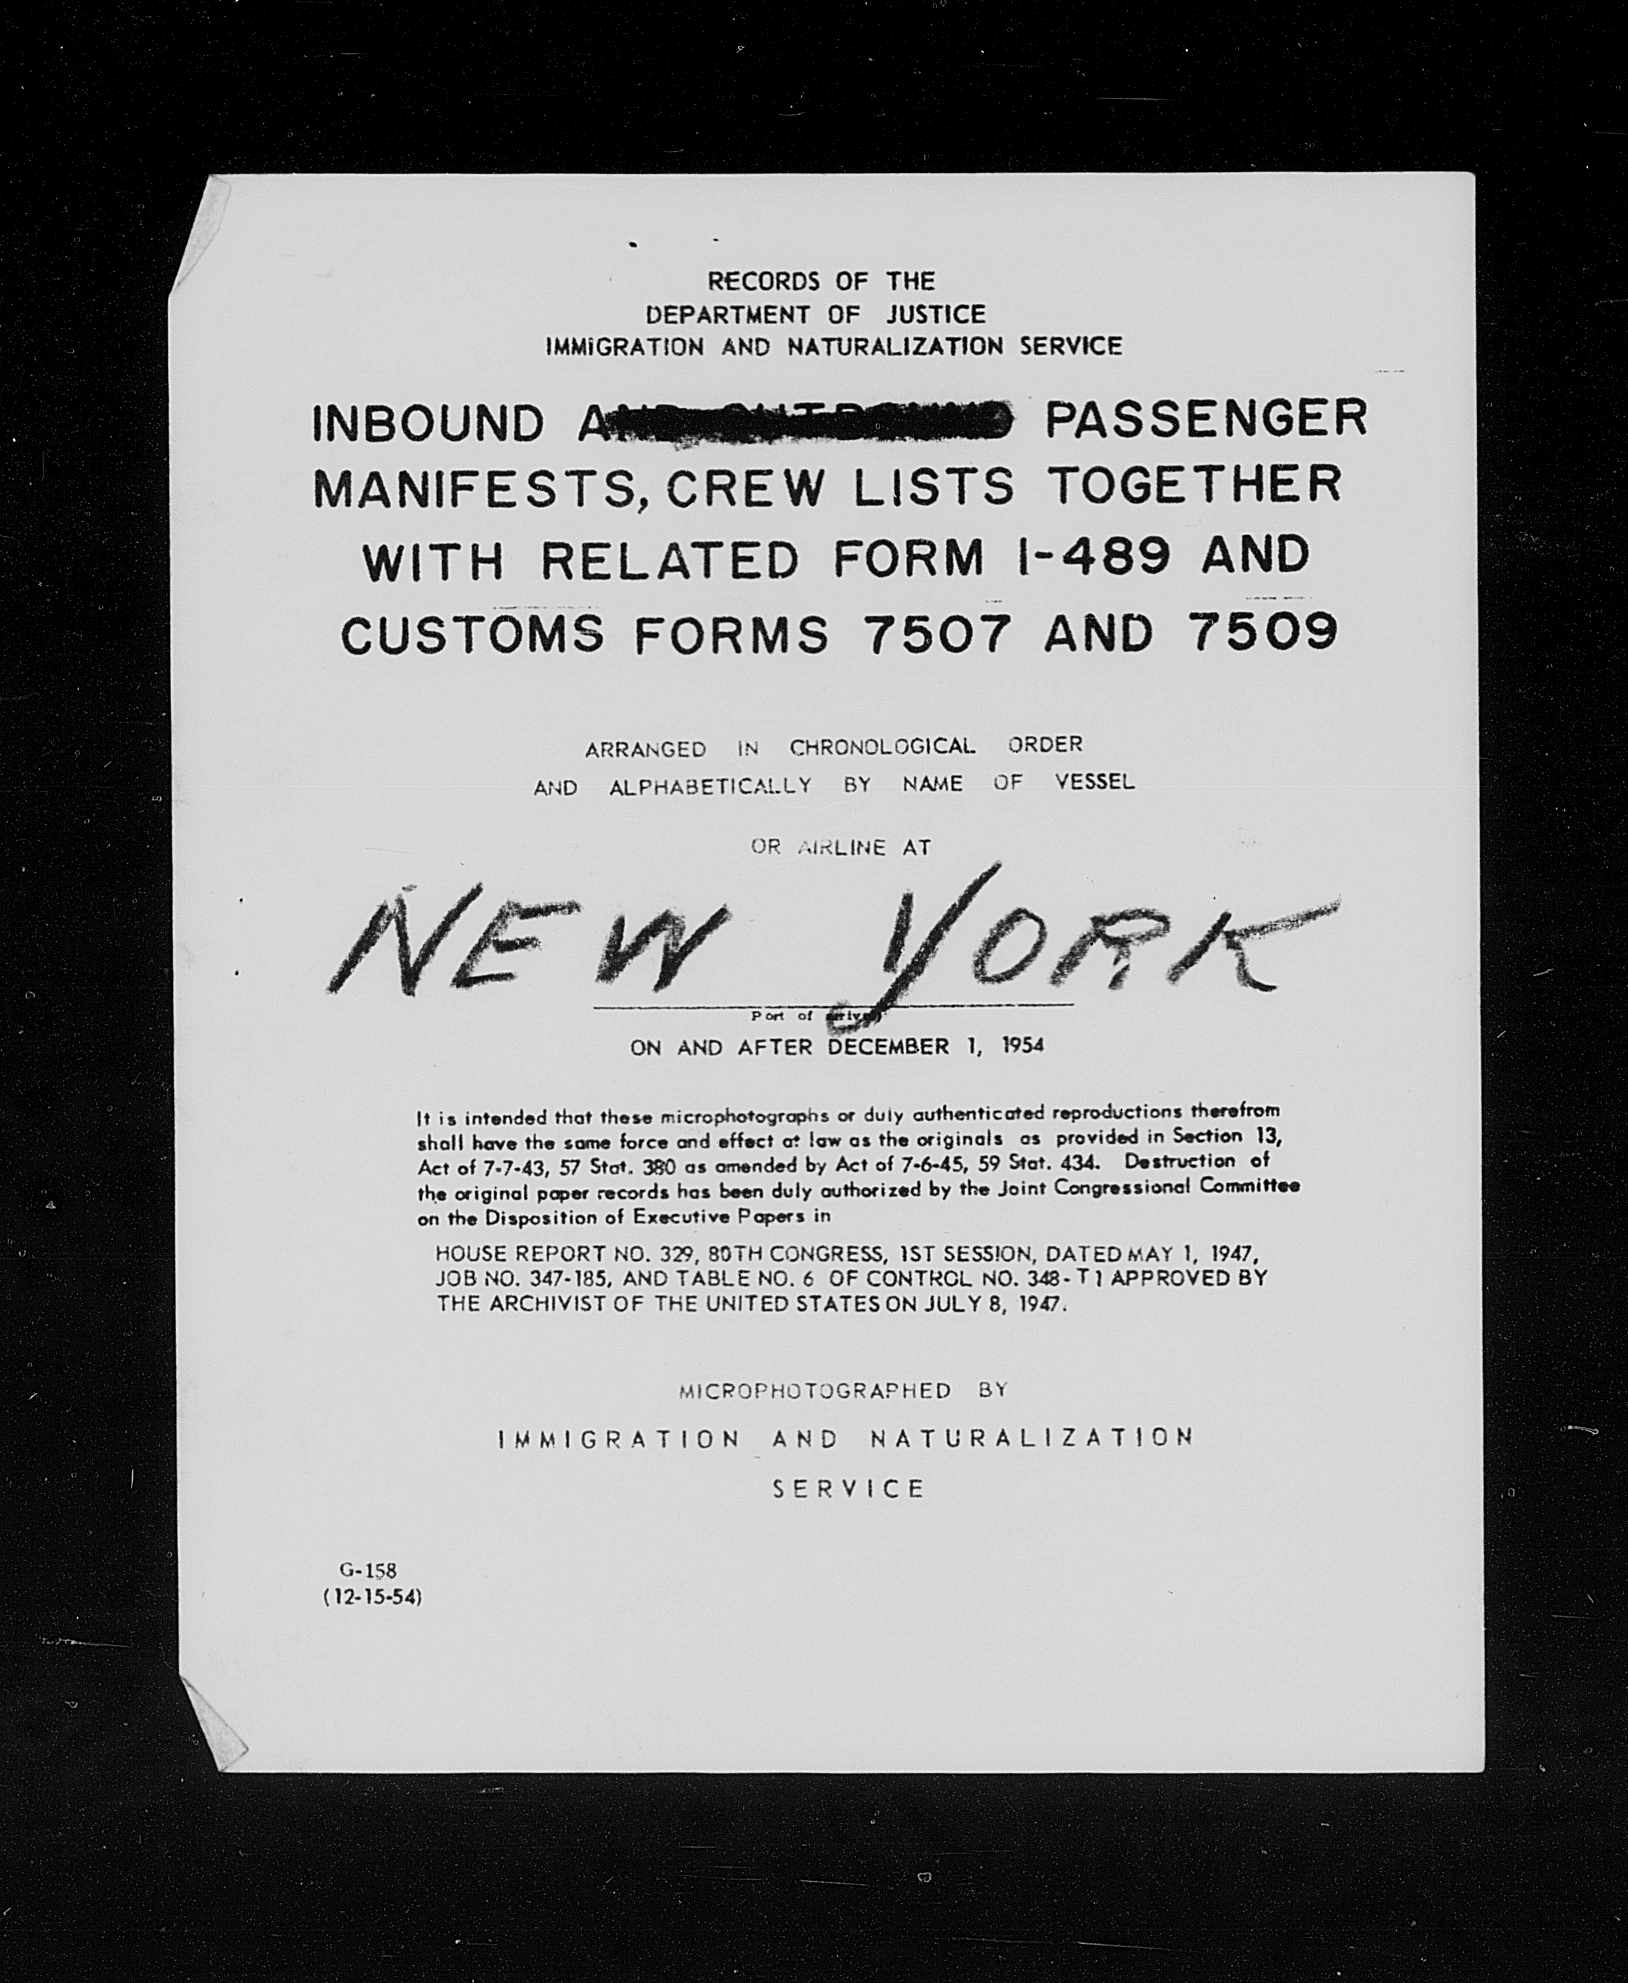 RECORDS OF THE
DEPARTMENT OF JUSTICE
IMMIGRATION AND NATURALIZATION SERVICE
INBOUND AND OUTBOUND PASSENGER
MANIFESTS, CREW LISTS TOGETHER
WITH RELATED FORM I-489 AND
CUSTOMS FORMS 7507 AND 7509
ARRANGED IN CHRONOLOGICAL ORDER
AND ALPHABETICALLY BY NAME OF VESSEL
OR AIRLINE AT
NEW YORK
Port of arrival
ON AND AFTER DECEMBER 1, 1954
It is intended that these microphotographs or duly authenticated reproductions therefrom
shall have the same force and effect at law as the originals as provided in Section 13,
Act of 7-7-43, 57 Stat. 380 as amended by Act of 7-6-45, 59 Stat. 434. Destruction of
the original paper records has been duly authorized by the Joint Congressional Committee
on the Disposition of Executive Papers in
HOUSE REPORT NO. 329, 80TH CONGRESS, 1ST SESSION, DATED MAY 1, 1947,
JOB NO. 347-185, AND TABLE NO. 6 OF CONTROL NO. 348-T1 APPROVED BY
THE ARCHIVIST OF THE UNITED STATES ON JULY 8, 1947.
MICROPHOTOGRAPHED BY
IMMIGRATION AND NATURALIZATION
SERVICE
G-158
(12-15-54)